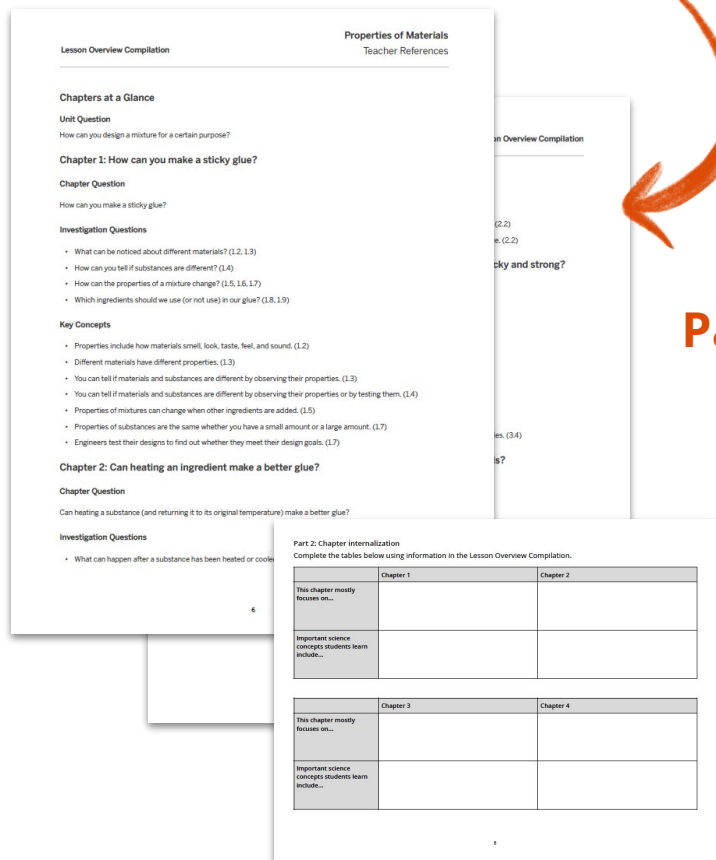 Properties of Materials
Lesson Overview Compilation
Teacher References
Chapters at a Glance
Unit Question
How can you design a mixture for a certain purpose?
Chapter 1: How can you make a sticky glue?
Chapter Question
How can you make a sticky glue?
Investigation Questions
• What can be noticed about different materials? (1.2, 1.3)
• How can you tell if substances are different? (1.4)
• How can the properties of a mixture change? (1.5, 1.6, 1.7)
• Which ingredients should we use (or not use) in our glue? (1.8, 1.9)
Key Concepts
• Properties include how materials smell, look, taste, feel, and sound. (1.2)
• Different materials have different properties. (1.3)
• You can tell if materials and substances are different by observing their properties. (1.3)
• You can tell if materials and substances are different by observing their properties or by testing them. (1.4)
• Properties of mixtures can change when other ingredients are added. (1.5)
• Properties of substances are the same whether you have a small amount or a large amount. (1.7)
• Engineers test their designs to find out whether they meet their design goals. (1.7)
Chapter 2: Can heating an ingredient make a better glue?
Chapter Question
Can heating a substance (and returning it to its original temperature) make a better glue?
Investigation Questions
• What can happen after a substance has been heated or
6
Overview Compilation
(2.2)
(2.2)
and strong?
(3.4)
Part 2: Chapter internalization
Complete the tables below using information in the Lesson Overview Compilation.
Chapter 1 Chapter 2
This chapter mostly
focuses on...
Important science
concepts students learn
include...
Chapter 3 Chapter 4
This chapter mostly
focuses on...
Important science
concepts students learn
include...